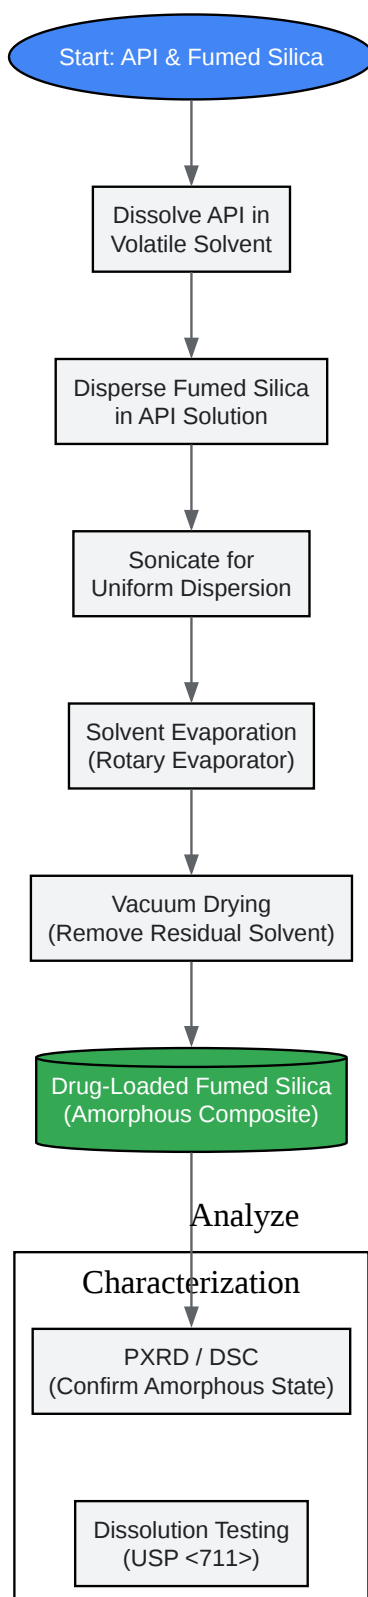 Start: API & Fumed Silica
Dissolve API in
Volatile Solvent
Disperse Fumed Silica
in API Solution
Sonicate for
Uniform Dispersion
Solvent Evaporation
(Rotary Evaporator)
Vacuum Drying
(Remove Residual Solvent)
Drug-Loaded Fumed Silica
(Amorphous Composite)
Analyze
Characterization
PXRD / DSC
(Confirm Amorphous State)
Dissolution Testing
(USP <711>)